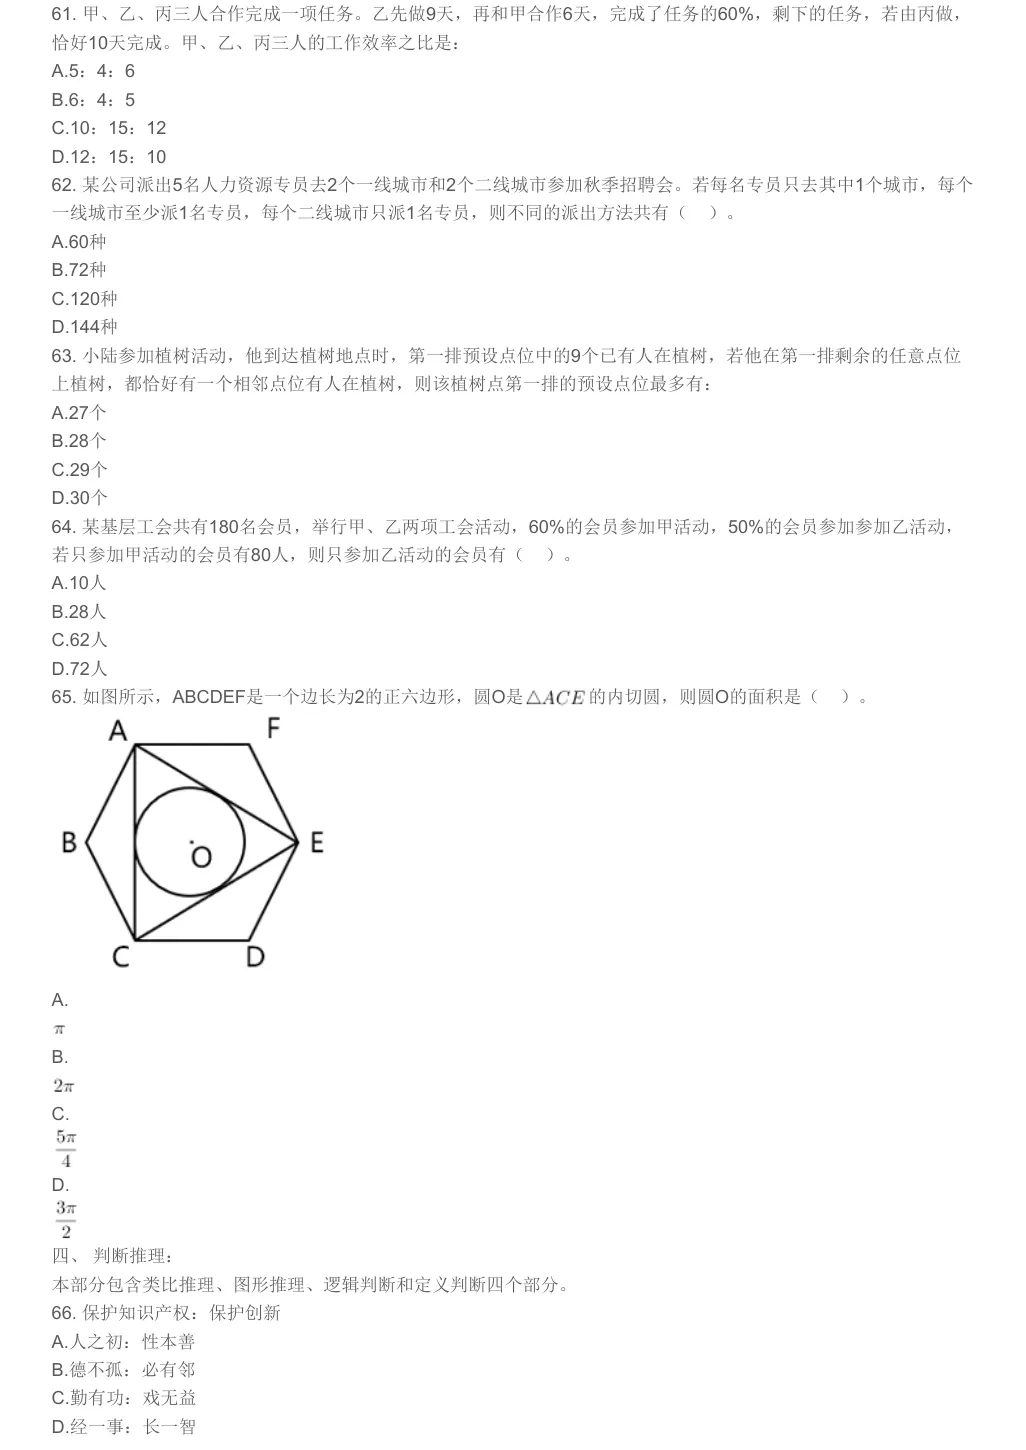 61. 甲、乙、丙三人合作完成一项任务。乙先做9天，再和甲合作6天，完成了任务的60%，剩下的任务，若由丙做，
恰好10天完成。甲、乙、丙三人的工作效率之比是：
A.5：4：6
B.6：4：5
C.10：15：12
D.12：15：10
62. 某公司派出5名人力资源专员去2个一线城市和2个二线城市参加秋季招聘会。若每名专员只去其中1个城市，每个
一线城市至少派1名专员，每个二线城市只派1名专员，则不同的派出方法共有（　）。
A.60种
B.72种
C.120种
D.144种
63. 小陆参加植树活动，他到达植树地点时，第一排预设点位中的9个已有人在植树，若他在第一排剩余的任意点位
上植树，都恰好有一个相邻点位有人在植树，则该植树点第一排的预设点位最多有：
A.27个
B.28个
C.29个
D.30个
64. 某基层工会共有180名会员，举行甲、乙两项工会活动，60%的会员参加甲活动，50%的会员参加参加乙活动，
若只参加甲活动的会员有80人，则只参加乙活动的会员有（　）。
A.10人
B.28人
C.62人
D.72人
65. 如图所示，ABCDEF是一个边长为2的正六边形，圆O是△ACE的内切圆，则圆O的面积是（　）。
A F
B O E
C D
A.
π
B.
2π
C.
5π
4
D.
3π
2
四、 判断推理：
本部分包含类比推理、图形推理、逻辑判断和定义判断四个部分。
66. 保护知识产权：保护创新
A.人之初：性本善
B.德不孤：必有邻
C.勤有功：戏无益
D.经一事：长一智